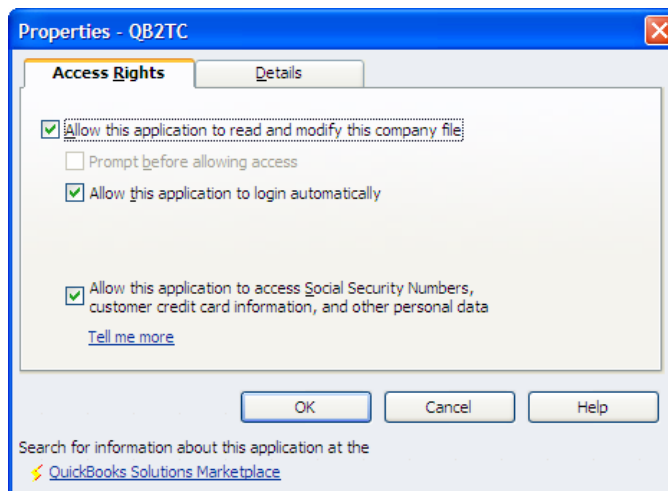 Properties - QB2TC
Access Rights
Details
Allow this application to read and modify this company file
Prompt before allowing access
Allow this application to login automatically
Allow this application to access Social Security Numbers,
customer credit card information, and other personal data
Tell me more
OK
Cancel
Help
Search for information about this application at the
QuickBooks Solutions Marketplace